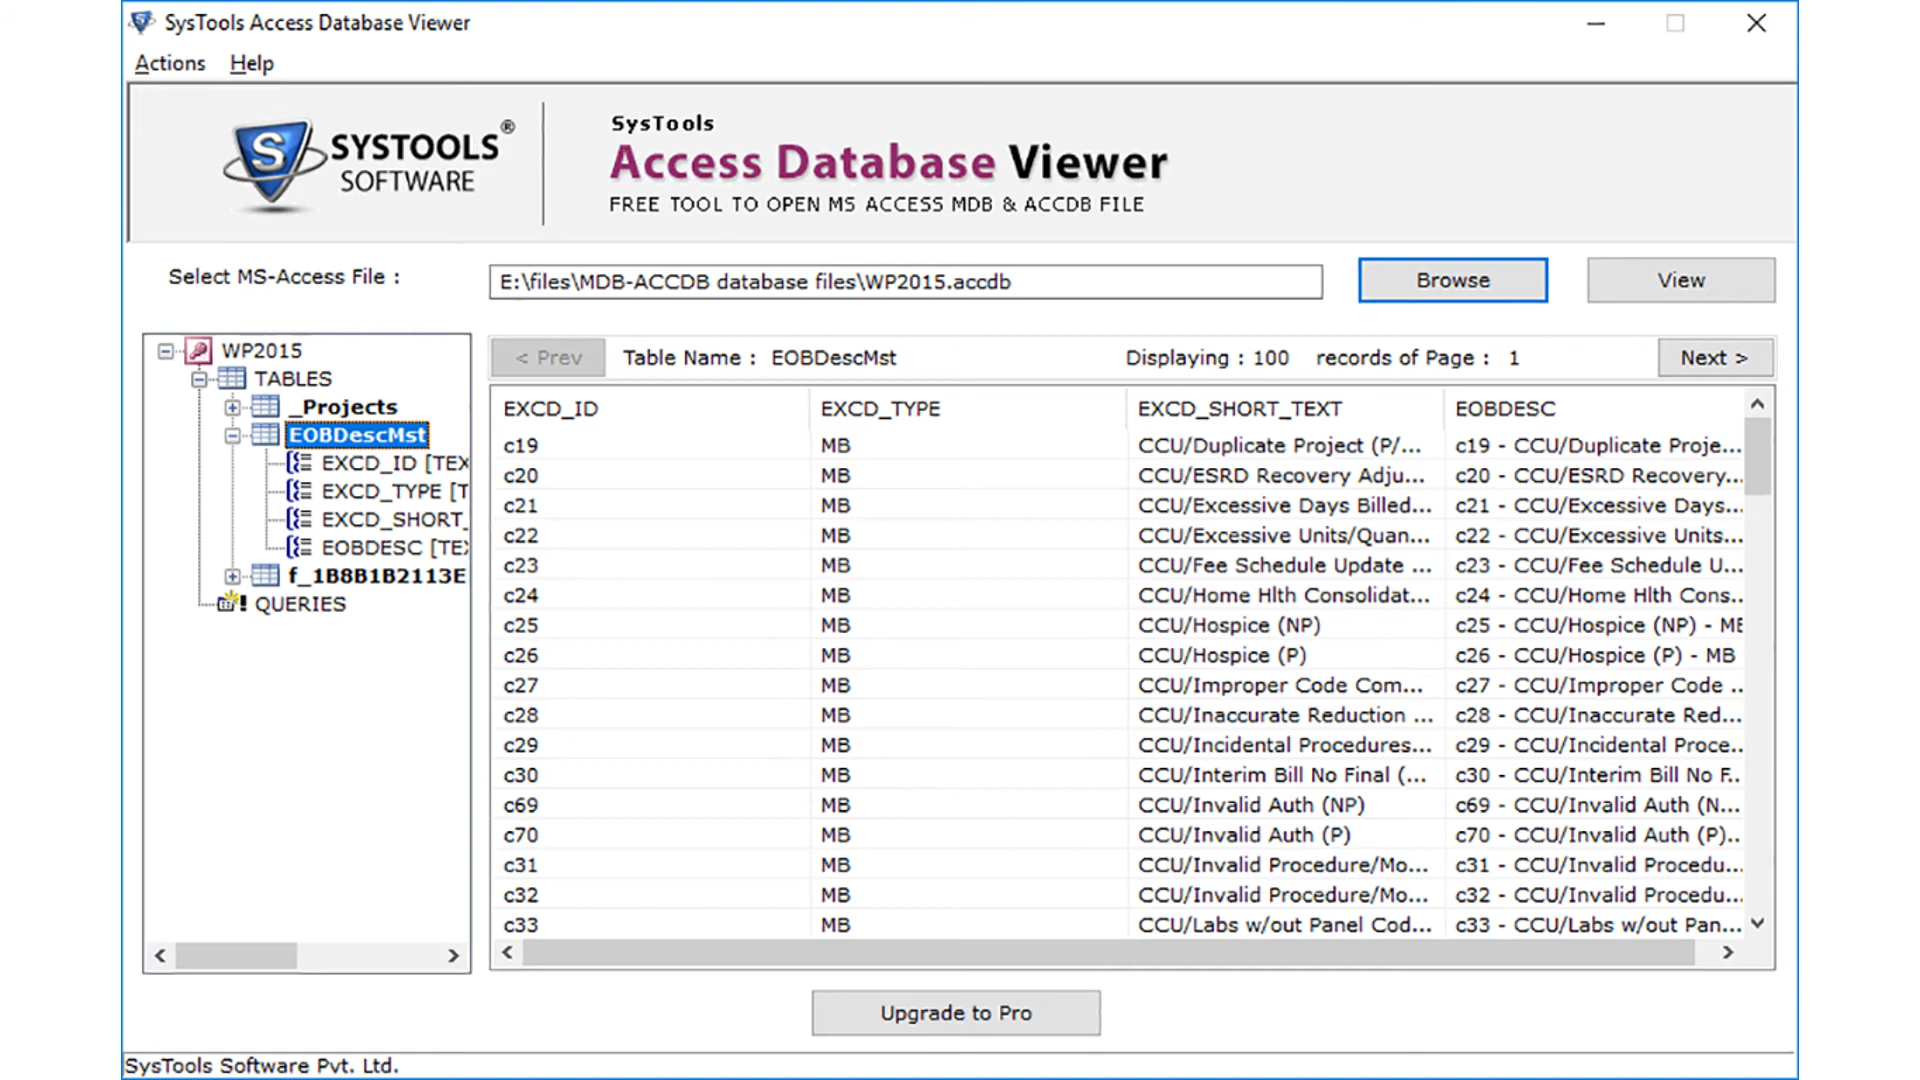 SysTools Access Database Viewer
Actions Help
SYSTOOLS®
SOFTWARE
SysTools
Access Database Viewer
FREE TOOL TO OPEN MS ACCESS MDB & ACCDB FILE
Select MS-Access File : E:\files\MDB-ACCDB database files\WP2015.accdb Browse View
WP2015
TABLES
_Projects
EOBDescMst
EXCD_ID [TEX
EXCD_TYPE [T
EXCD_SHORT_
EOBDESC [TEX
f_1B8B1B2113E
QUERIES
< Prev Table Name : EOBDescMst Displaying : 100 records of Page : 1 Next >
EXCD_ID EXCD_TYPE EXCD_SHORT_TEXT EOBDESC
c19 MB CCU/Duplicate Project (P/... c19 - CCU/Duplicate Proje...
c20 MB CCU/ESRD Recovery Adju... c20 - CCU/ESRD Recovery...
c21 MB CCU/Excessive Days Billed... c21 - CCU/Excessive Days...
c22 MB CCU/Excessive Units/Quan... c22 - CCU/Excessive Units...
c23 MB CCU/Fee Schedule Update ... c23 - CCU/Fee Schedule U...
c24 MB CCU/Home Hlth Consolidat... c24 - CCU/Home Hlth Cons...
c25 MB CCU/Hospice (NP) c25 - CCU/Hospice (NP) - MB
c26 MB CCU/Hospice (P) c26 - CCU/Hospice (P) - MB
c27 MB CCU/Improper Code Com... c27 - CCU/Improper Code ...
c28 MB CCU/Inaccurate Reduction ... c28 - CCU/Inaccurate Red...
c29 MB CCU/Incidental Procedures... c29 - CCU/Incidental Proce...
c30 MB CCU/Interim Bill No Final (... c30 - CCU/Interim Bill No F...
c69 MB CCU/Invalid Auth (NP) c69 - CCU/Invalid Auth (N...
c70 MB CCU/Invalid Auth (P) c70 - CCU/Invalid Auth (P)...
c31 MB CCU/Invalid Procedure/Mo... c31 - CCU/Invalid Procedu...
c32 MB CCU/Invalid Procedure/Mo... c32 - CCU/Invalid Procedu...
c33 MB CCU/Labs w/out Panel Cod... c33 - CCU/Labs w/out Pan...
Upgrade to Pro
SysTools Software Pvt. Ltd.